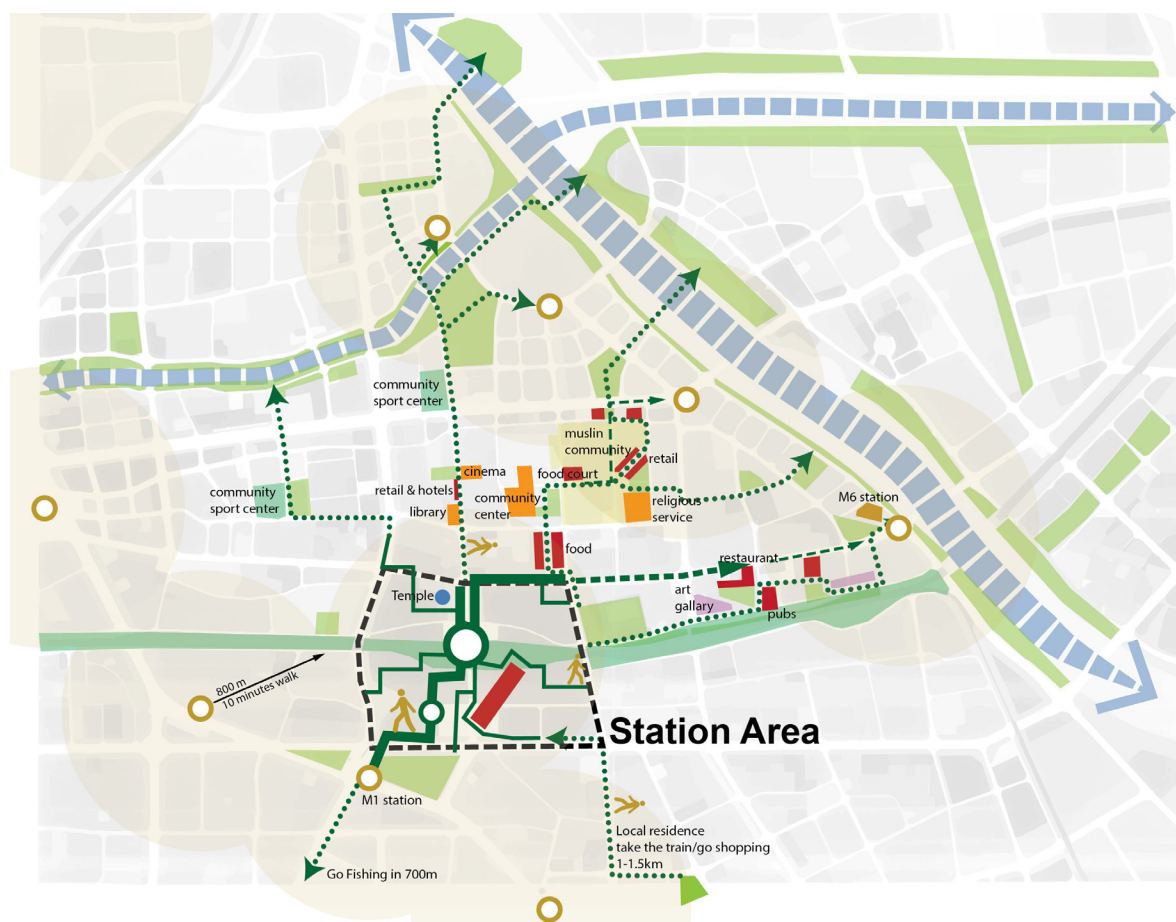 community
sport center
muslin
community
retail
cinema
food court
retail & hotels
community
center
library
religious
service
community
sport center
M6 station
food
restaurant
Temple
art
gallary
pubs
800 m
10 minutes walk
Station Area
M1 station
Local residence
take the train/go shopping
1-1.5km
Go Fishing in 700m